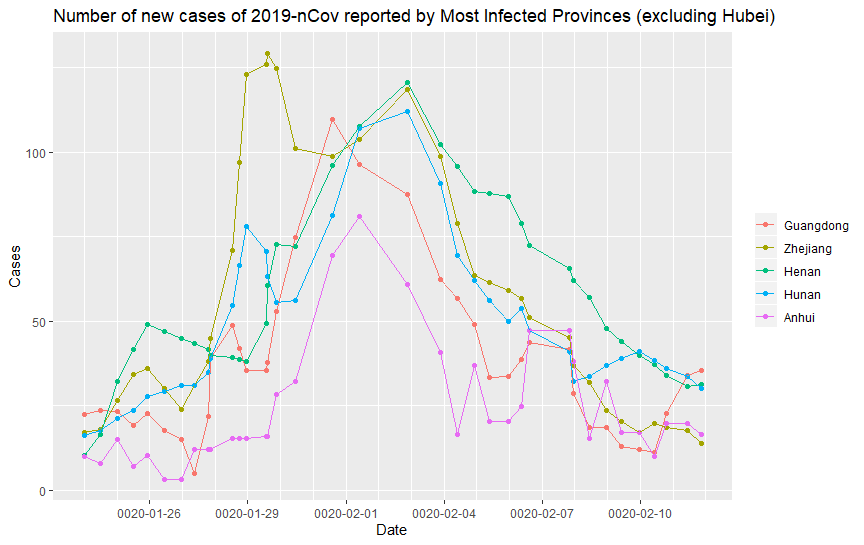 Number of new cases of 2019-nCov reported by Most Infected Provinces (excluding Hubei)
Cases
100
50
0
0020-01-26 0020-01-29 0020-02-01 0020-02-04 0020-02-07 0020-02-10
Date
Guangdong
Zhejiang
Henan
Hunan
Anhui